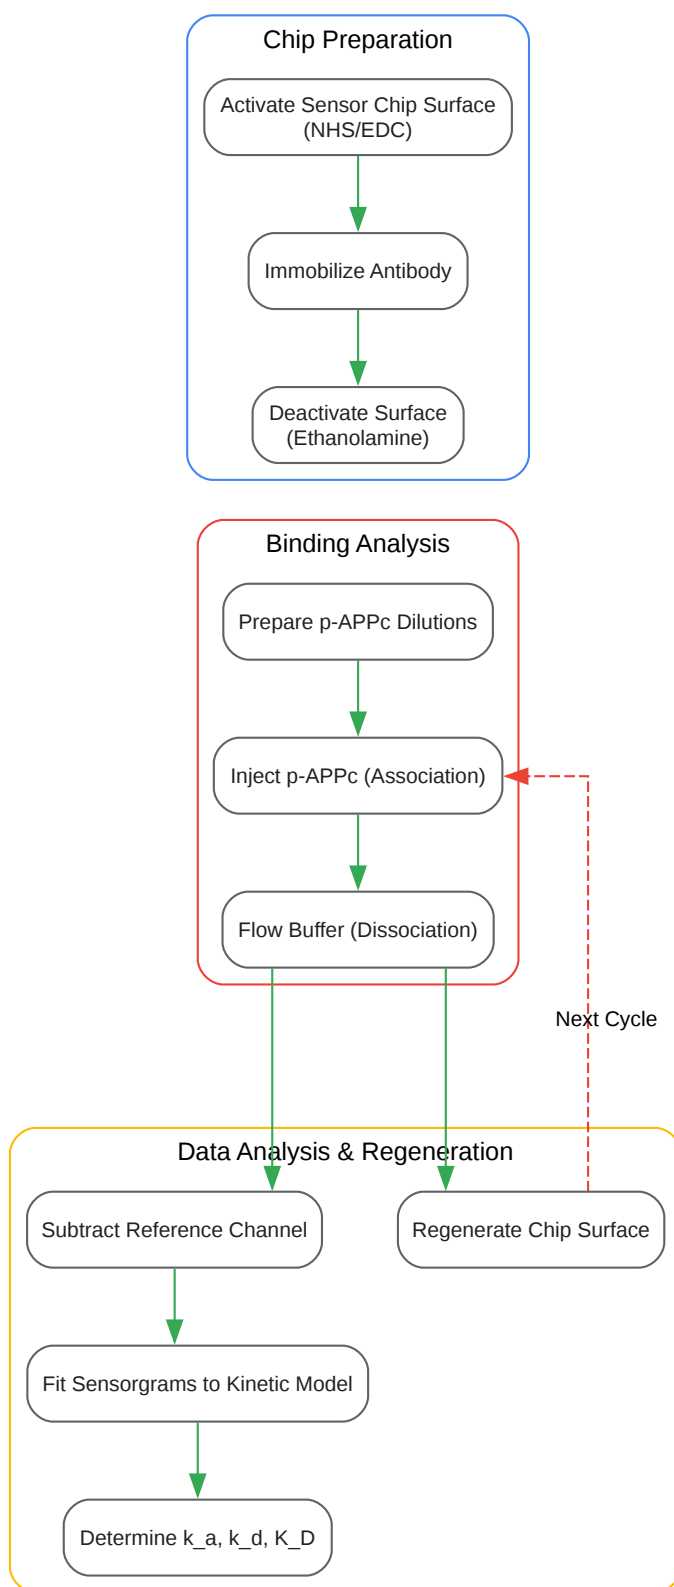 Chip Preparation
Activate Sensor Chip Surface
(NHS/EDC)
Immobilize Antibody
Deactivate Surface
(Ethanolamine)
Binding Analysis
Prepare p-APPc Dilutions
Inject p-APPc (Association)
Flow Buffer (Dissociation)
Next Cycle
Data Analysis & Regeneration
Subtract Reference Channel
Regenerate Chip Surface
Fit Sensorgrams to Kinetic Model
Determine k_a, k_d, K_D